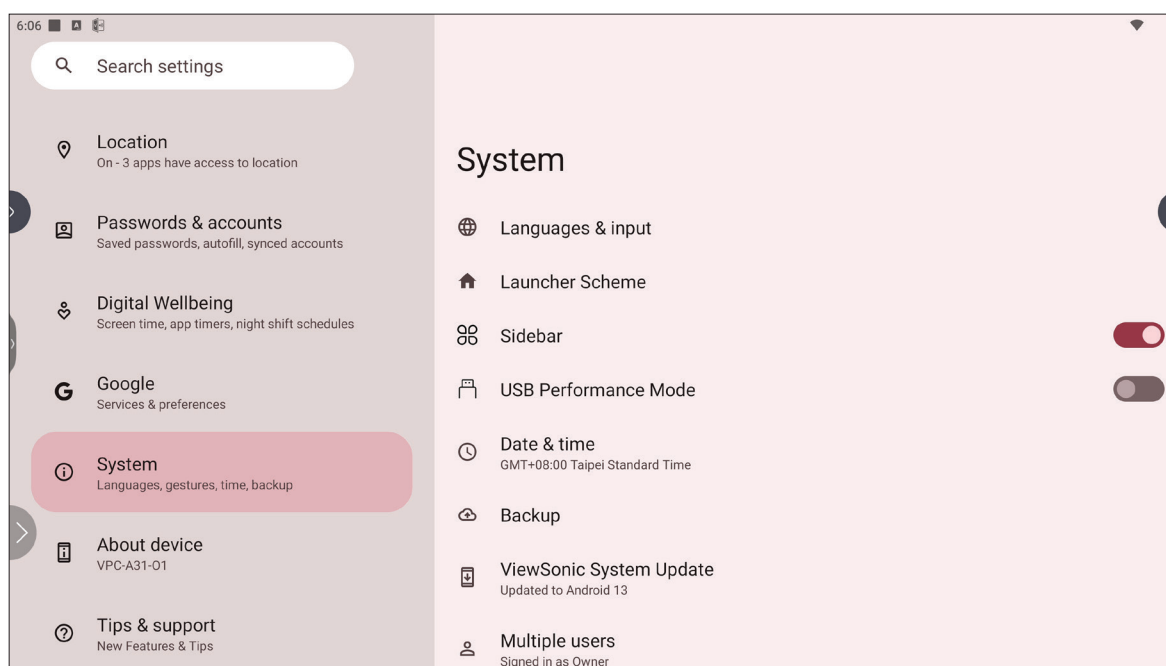 6:06
Search settings
Location
On - 3 apps have access to location
Passwords & accounts
Saved passwords, autofill, synced accounts
Digital Wellbeing
Screen time, app timers, night shift schedules
Google
Services & preferences
System
Languages, gestures, time, backup
About device
VPC-A31-O1
Tips & support
New Features & Tips
System
Languages & input
Launcher Scheme
Sidebar
USB Performance Mode
Date & time
GMT+08:00 Taipei Standard Time
Backup
ViewSonic System Update
Updated to Android 13
Multiple users
Signed in as Owner